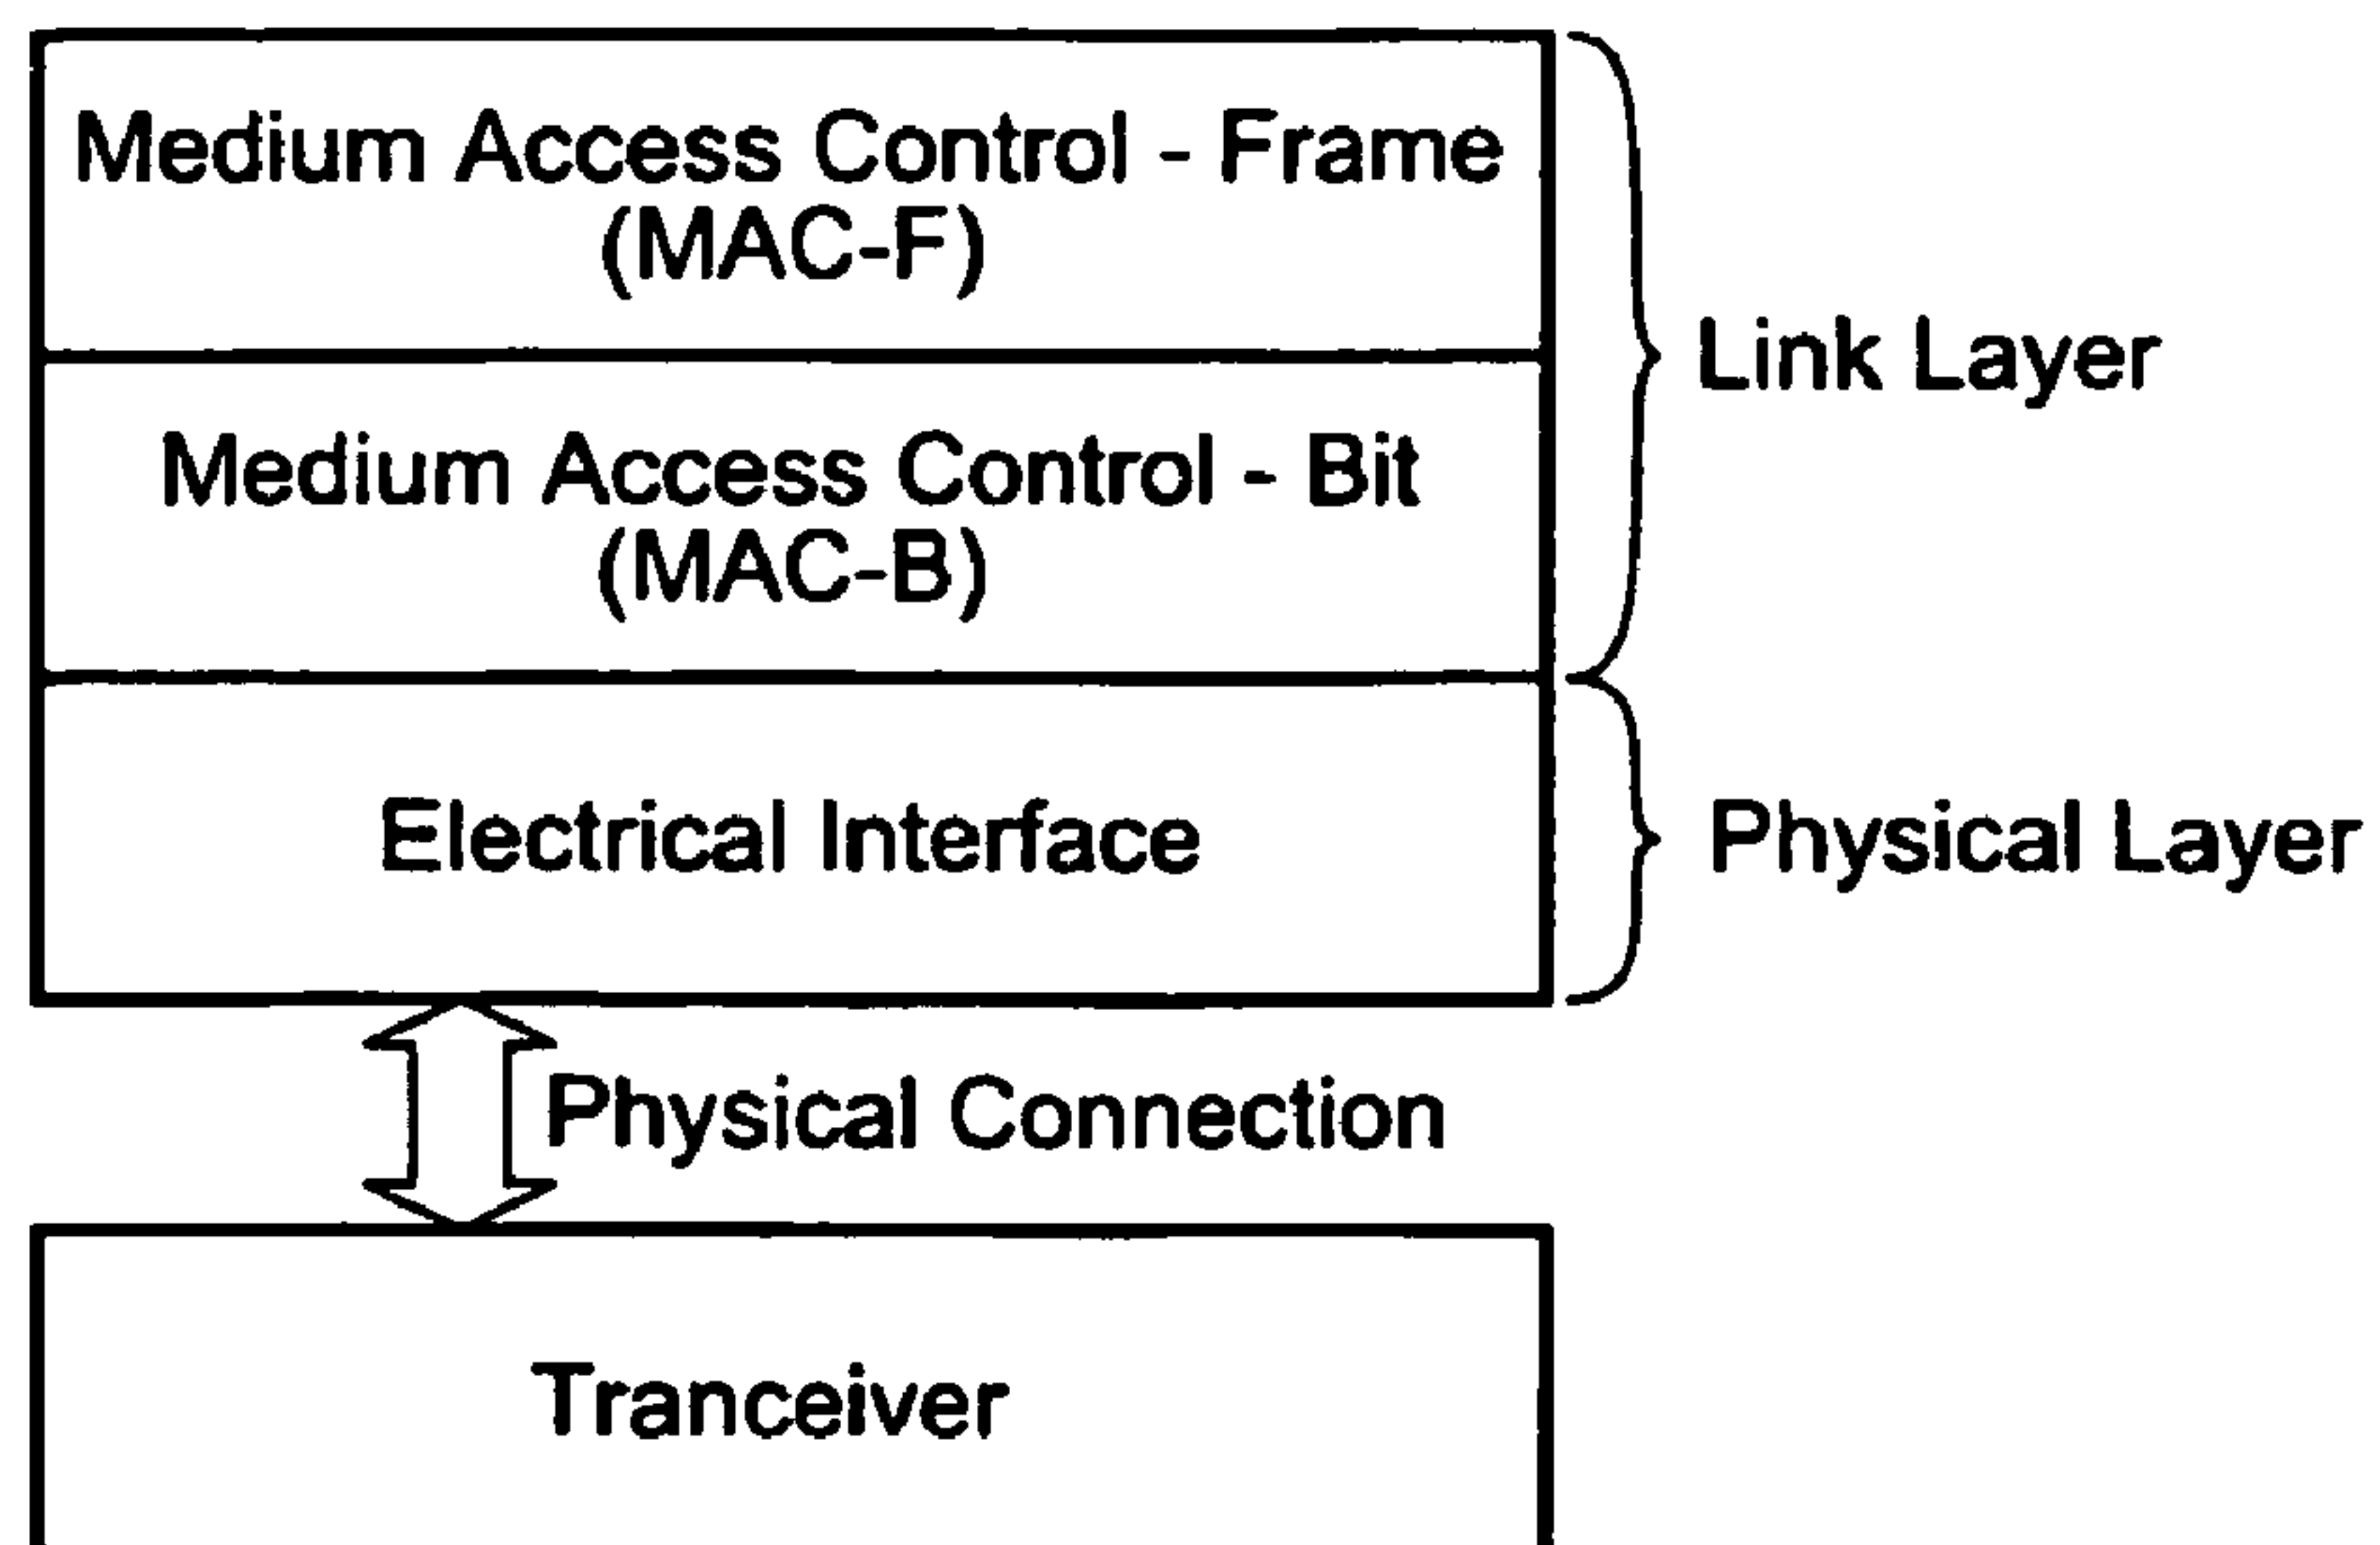 Medium Access Control - Frame
(MAC-F)
Link Layer
Medium Access Control - Bit
(MAC-B)
Electrical Interface
Physical Layer
Physical Connection
Tranceiver